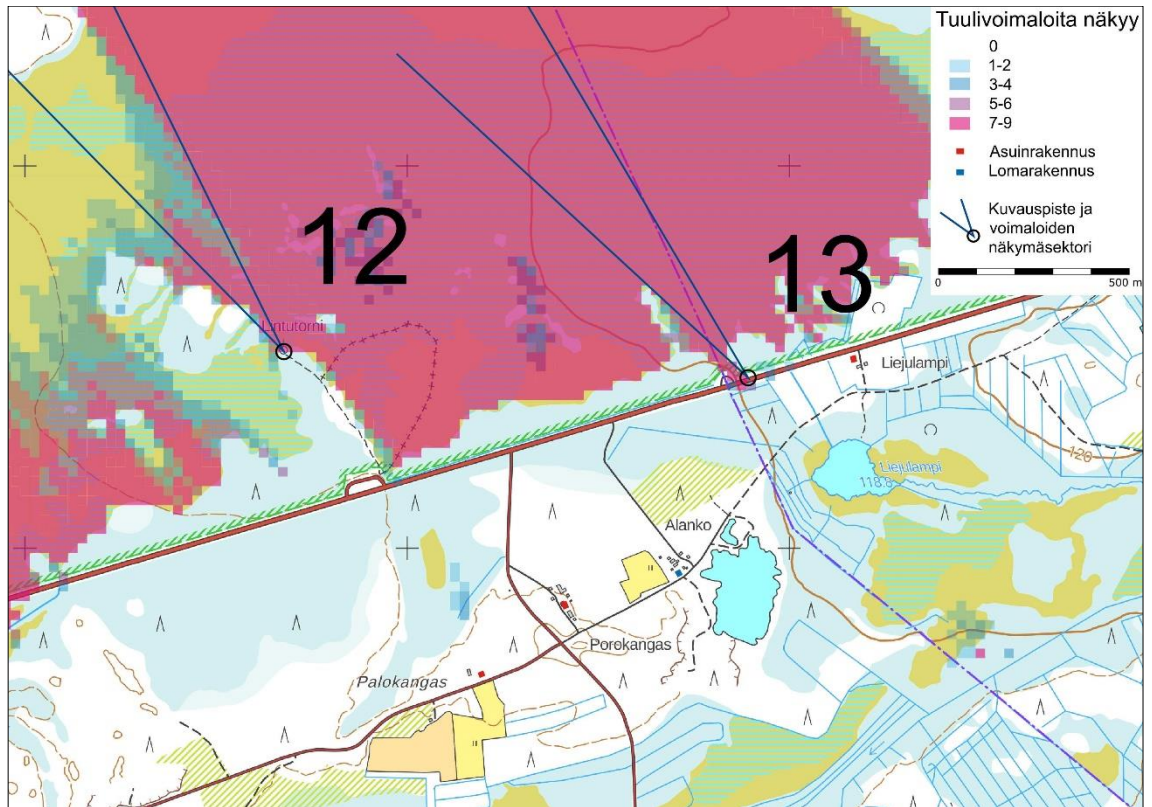 Tuulivoimaloita näkyy
0
1-2
3-4
5-6
7-9
Asuinrakennus
Lomarakennus
Kuvauspiste ja
voimaloiden
näkymäsektori
0 500 m
12
13
Lintutorni
Liejulampi
Liejulampi
118.8
120
Alanko
Porokangas
Palokangas